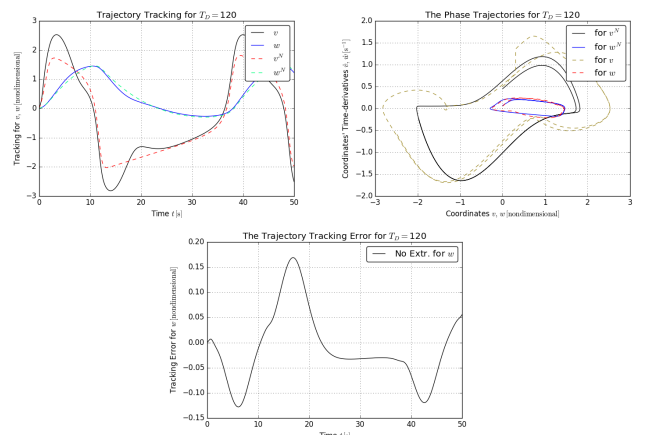 Trajectory Tracking for T_D = 120
Tracking for v, w [nondimensional]
3
2
1
0
−1
−2
−3
0 10 20 30 40 50
Time t [s]
v
w
v^N
w^N
The Phase Trajectories for T_D = 120
Coordinates' Time-derivatives v̇, ẇ [s⁻¹]
2.0
1.5
1.0
0.5
0.0
−0.5
−1.0
−1.5
−2.0
−3 −2 −1 0 1 2 3
Coordinates v, w [nondimensional]
for v^N
for w^N
for v
for w
The Trajectory Tracking Error for T_D = 120
Tracking Error for w [nondimensional]
0.20
0.15
0.10
0.05
0.00
−0.05
−0.10
−0.15
0 10 20 30 40 50
Time t [s]
No Extr. for w